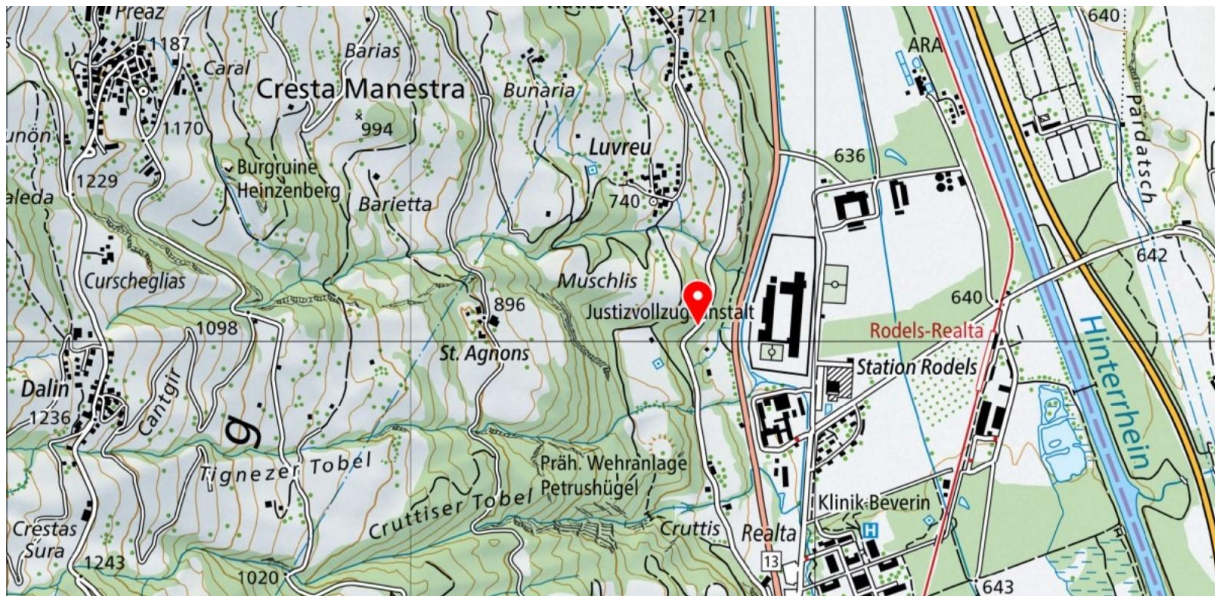 Preaz
721
640
1187
Barias
ARA
Caral
Cresta Manestra
Bunaria
994
1170
Luvreu
636
Pardatsch
Burgruine
Heinzenberg
1229
Barietta
740
642
Curscheglias
Muschlis
896
640
Justizvollzug
nstalt
1098
Rodels-Realta
St. Agnons
Station Rodels
Hinterrhein
Dalin
1236
Cantgir
g
Tignezer Tobel
Präh. Wehranlage
Petrushügel
Cruttiser Tobel
Klinik Beverin
Crestas
Sura
Cruttis
Realta
H
1243
1020
13
643